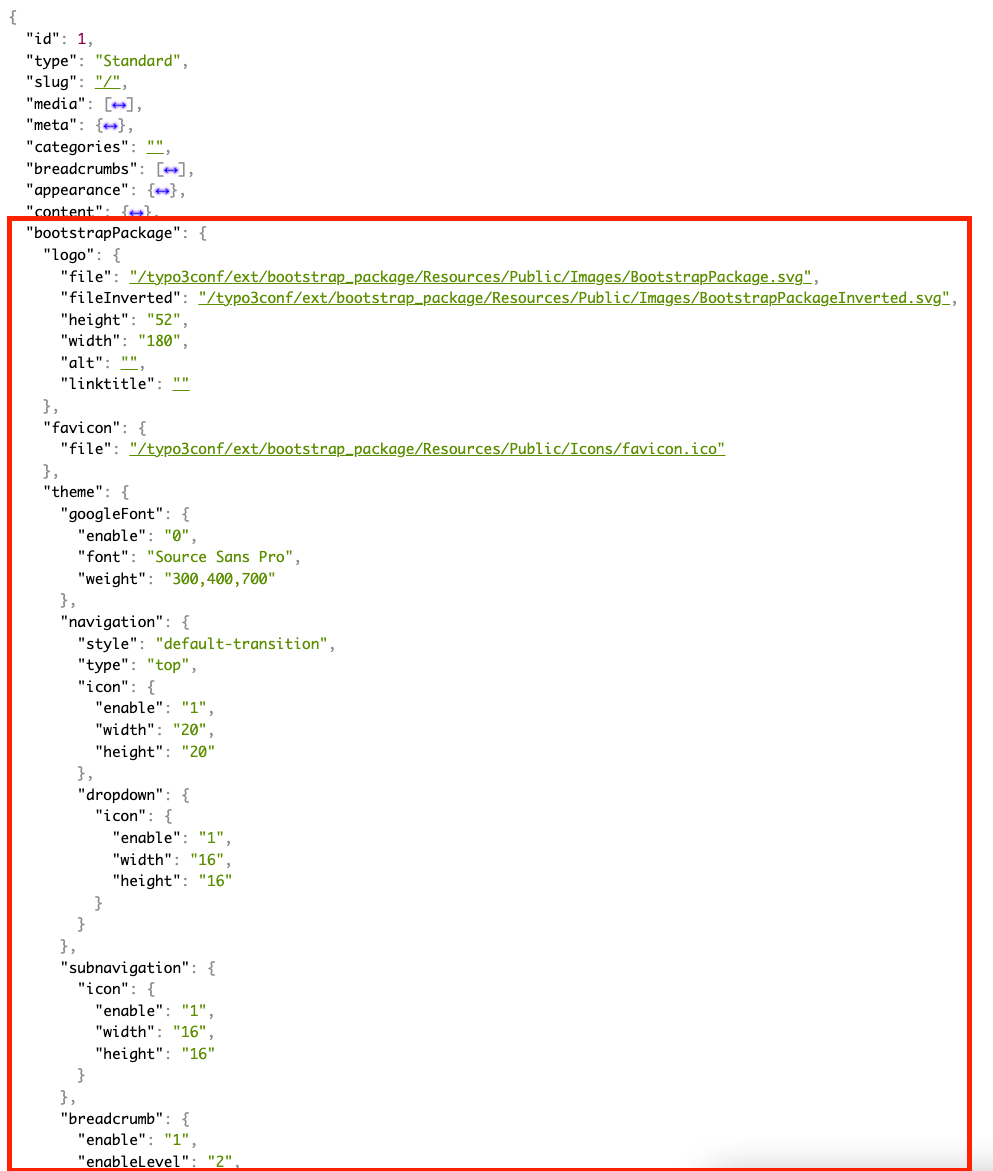 {
"id": 1,
"type": "Standard",
"slug": "/",
"media": [↔],
"meta": {↔},
"categories": "",
"breadcrumbs": [↔],
"appearance": {↔},
"content": {↔},
"bootstrapPackage": {
"logo": {
"file": "/typo3conf/ext/bootstrap_package/Resources/Public/Images/BootstrapPackage.svg",
"fileInverted": "/typo3conf/ext/bootstrap_package/Resources/Public/Images/BootstrapPackageInverted.svg",
"height": "52",
"width": "180",
"alt": "",
"linktitle": ""
},
"favicon": {
"file": "/typo3conf/ext/bootstrap_package/Resources/Public/Icons/favicon.ico"
},
"theme": {
"googleFont": {
"enable": "0",
"font": "Source Sans Pro",
"weight": "300,400,700"
},
"navigation": {
"style": "default-transition",
"type": "top",
"icon": {
"enable": "1",
"width": "20",
"height": "20"
},
"dropdown": {
"icon": {
"enable": "1",
"width": "16",
"height": "16"
}
}
},
"subnavigation": {
"icon": {
"enable": "1",
"width": "16",
"height": "16"
}
},
"breadcrumb": {
"enable": "1",
"enableLevel": "2",